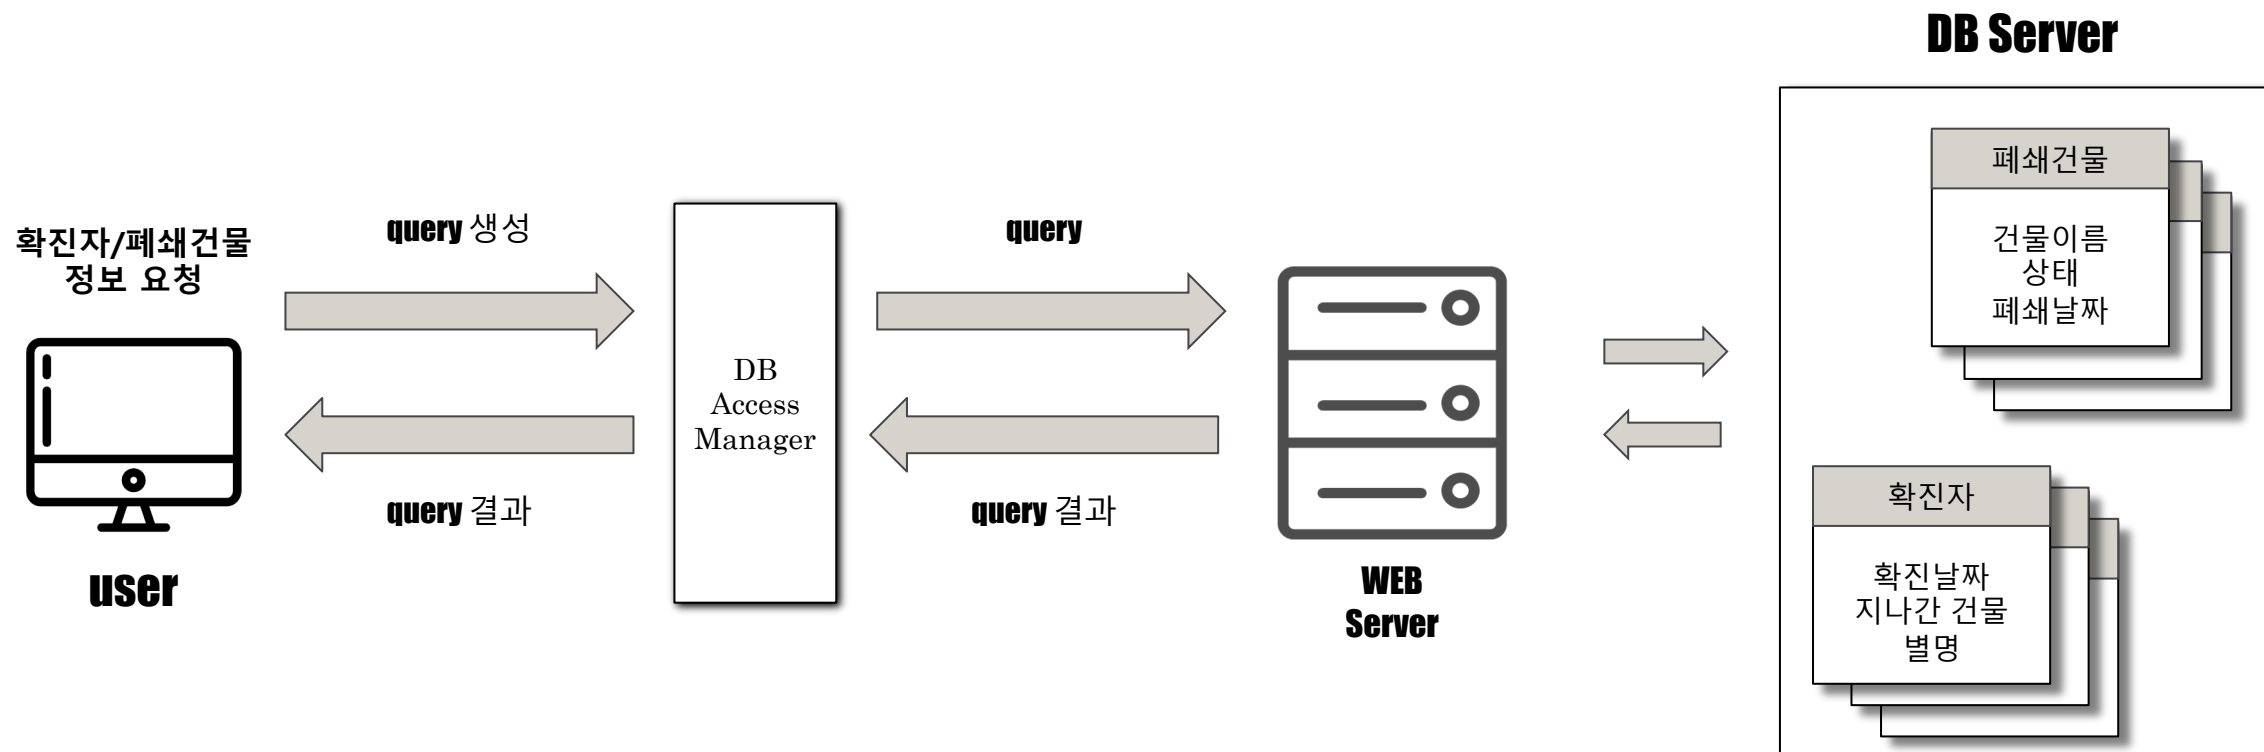 DB Server
폐쇄건물
건물이름
상태
폐쇄날짜
확진자/폐쇄건물
정보 요청
query 생성
query
DB
Access
Manager
query 결과
query 결과
user
WEB
Server
확진자
확진날짜
지나간 건물
별명